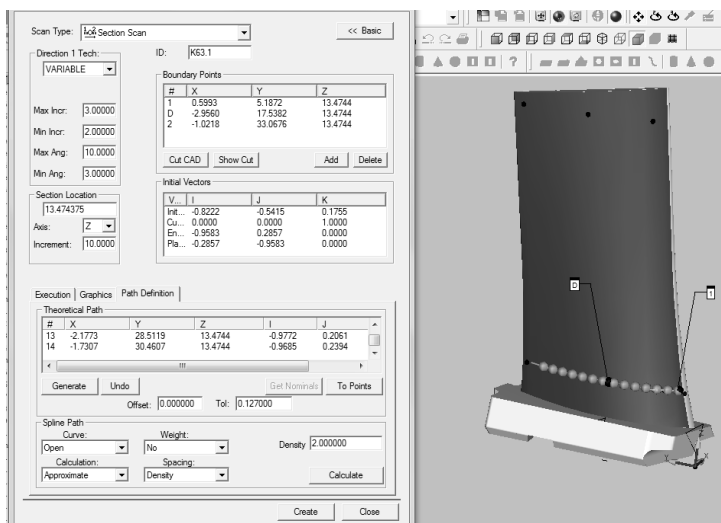 Scan Type: Section Scan << Basic
Direction 1 Tech: ID: K63.1
VARIABLE
Max Incr: 3.00000
Min Incr: 2.00000
Max Ang: 10.0000
Min Ang: 3.00000
Boundary Points
# X Y Z
1 0.5993 5.1872 13.4744
D -2.9560 17.5382 13.4744
2 -1.0218 33.0676 13.4744
Cut CAD Show Cut Add Delete
Section Location
13.474375
Axis: Z
Increment: 10.0000
Initial Vectors
V... I J K
Init... -0.8222 -0.5415 0.1755
Cu... 0.0000 0.0000 1.0000
En... -0.9583 0.2857 0.0000
Pla... -0.2857 -0.9583 0.0000
Execution Graphics Path Definition
Theoretical Path
# X Y Z I J
13 -2.1773 28.5119 13.4744 -0.9772 0.2061
14 -1.7307 30.4607 13.4744 -0.9685 0.2394
Generate Undo Get Nominals To Points
Offset: 0.000000 Tol: 0.127000
Spline Path
Curve: Weight:
Open No Density 2.000000
Calculation: Spacing:
Approximate Density Calculate
Create Close
D
1